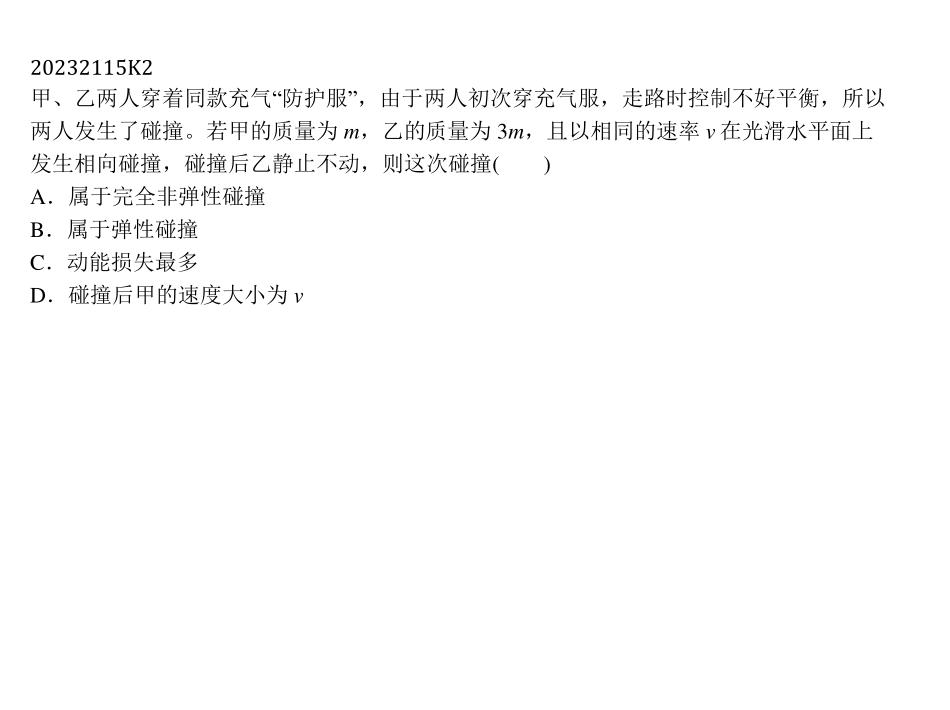 20232115K2
甲、乙两人穿着同款充气“防护服”，由于两人初次穿充气服，走路时控制不好平衡，所以
两人发生了碰撞。若甲的质量为 m，乙的质量为 3m，且以相同的速率 v 在光滑水平面上
发生相向碰撞，碰撞后乙静止不动，则这次碰撞(　　)
A．属于完全非弹性碰撞
B．属于弹性碰撞
C．动能损失最多
D．碰撞后甲的速度大小为 v